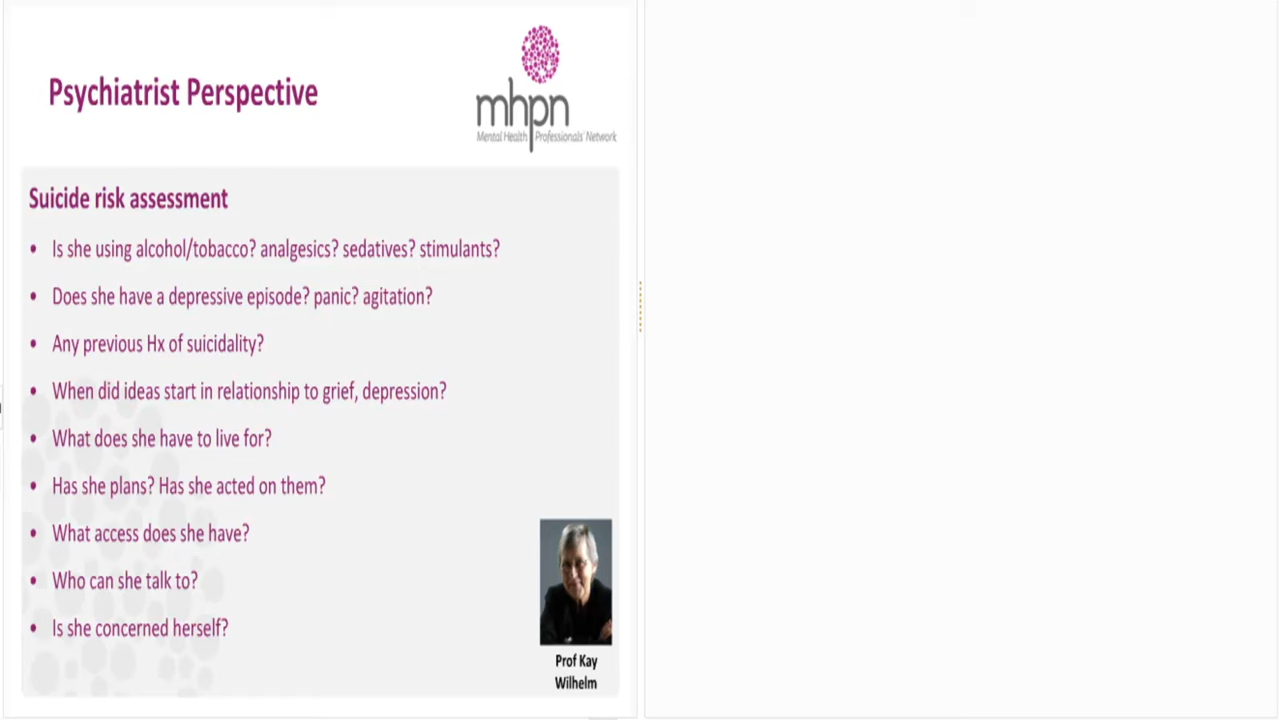 Psychiatrist Perspective
mhpn
Mental Health Professionals' Network
Suicide risk assessment
• Is she using alcohol/tobacco? analgesics? sedatives? stimulants?
• Does she have a depressive episode? panic? agitation?
• Any previous Hx of suicidality?
• When did ideas start in relationship to grief, depression?
• What does she have to live for?
• Has she plans? Has she acted on them?
• What access does she have?
• Who can she talk to?
• Is she concerned herself?
Prof Kay
Wilhelm